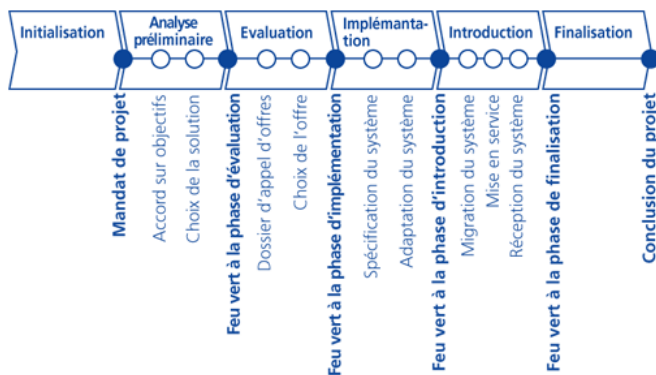 Initialisation
Analyse
préliminaire
Evaluation
Implémanta-
tion
Introduction
Finalisation
Mandat de projet
Accord sur objectifs
Choix de la solution
Feu vert à la phase d'évaluation
Dossier d'appel d'offres
Choix de l'offre
Feu vert à la phase d'implémentation
Spécification du système
Adaptation du système
Feu vert à la phase d'introduction
Migration du système
Mise en service
Réception du système
Feu vert à la phase de finalisation
Conclusion du projet